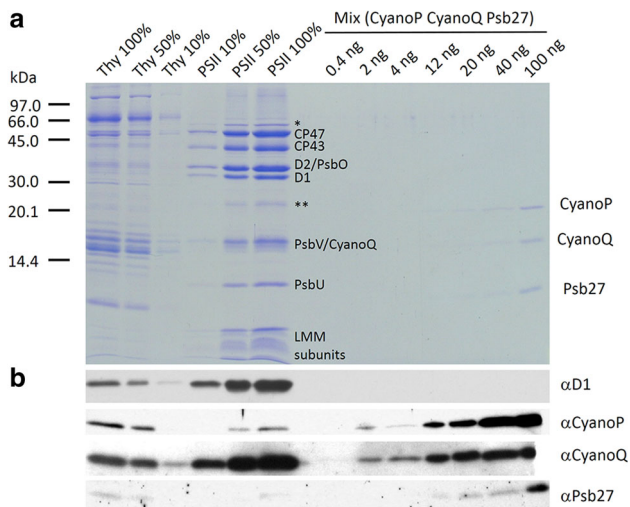 a
Mix (CyanoP CyanoQ Psb27)
Thy 100%
Thy 50%
Thy 10%
PSII 10%
PSII 50%
PSII 100%
0.4 ng
2 ng
4 ng
12 ng
20 ng
40 ng
100 ng
kDa
97.0
66.0
45.0
30.0
20.1
14.4
*
CP47
CP43
D2/PsbO
D1
**
PsbV/CyanoQ
PsbU
LMM
subunits
CyanoP
CyanoQ
Psb27
b
αD1
αCyanoP
αCyanoQ
αPsb27